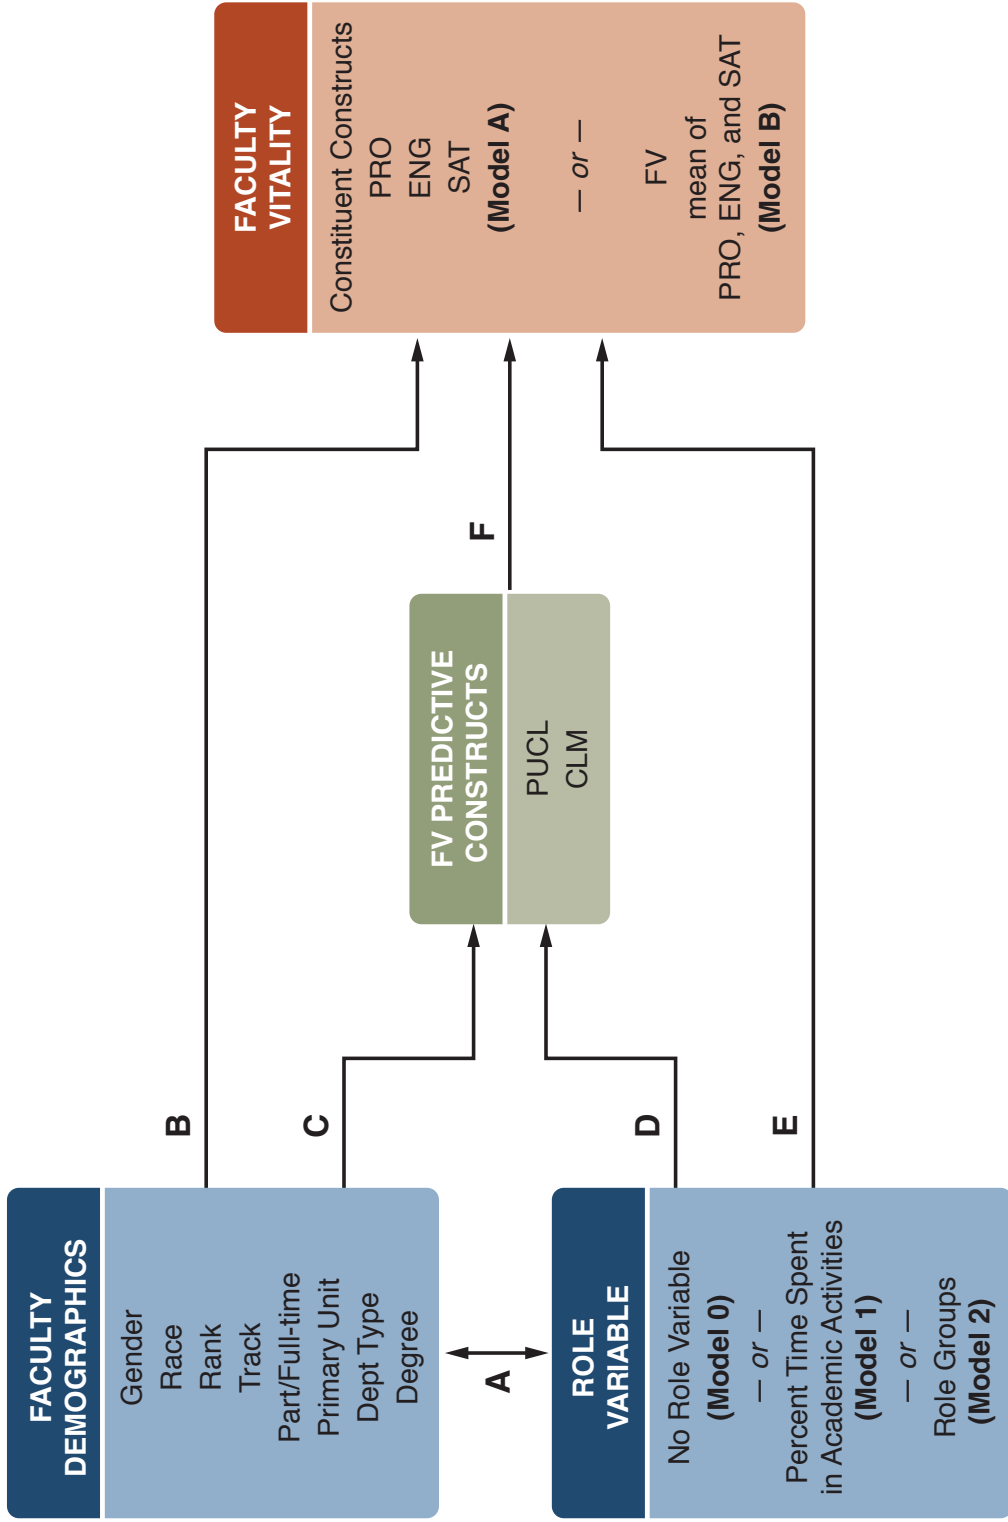 FACULTY
DEMOGRAPHICS
Gender
Race
Rank
Track
Part/Full-time
Primary Unit
Dept Type
Degree
A
ROLE
VARIABLE
No Role Variable
(Model 0)
— or —
Percent Time Spent
in Academic Activities
(Model 1)
— or —
Role Groups
(Model 2)
B
C
D
E
FV PREDICTIVE
CONSTRUCTS
PUCL
CLM
F
FACULTY
VITALITY
Constituent Constructs
PRO
ENG
SAT
(Model A)
— or —
FV
mean of
PRO, ENG, and SAT
(Model B)